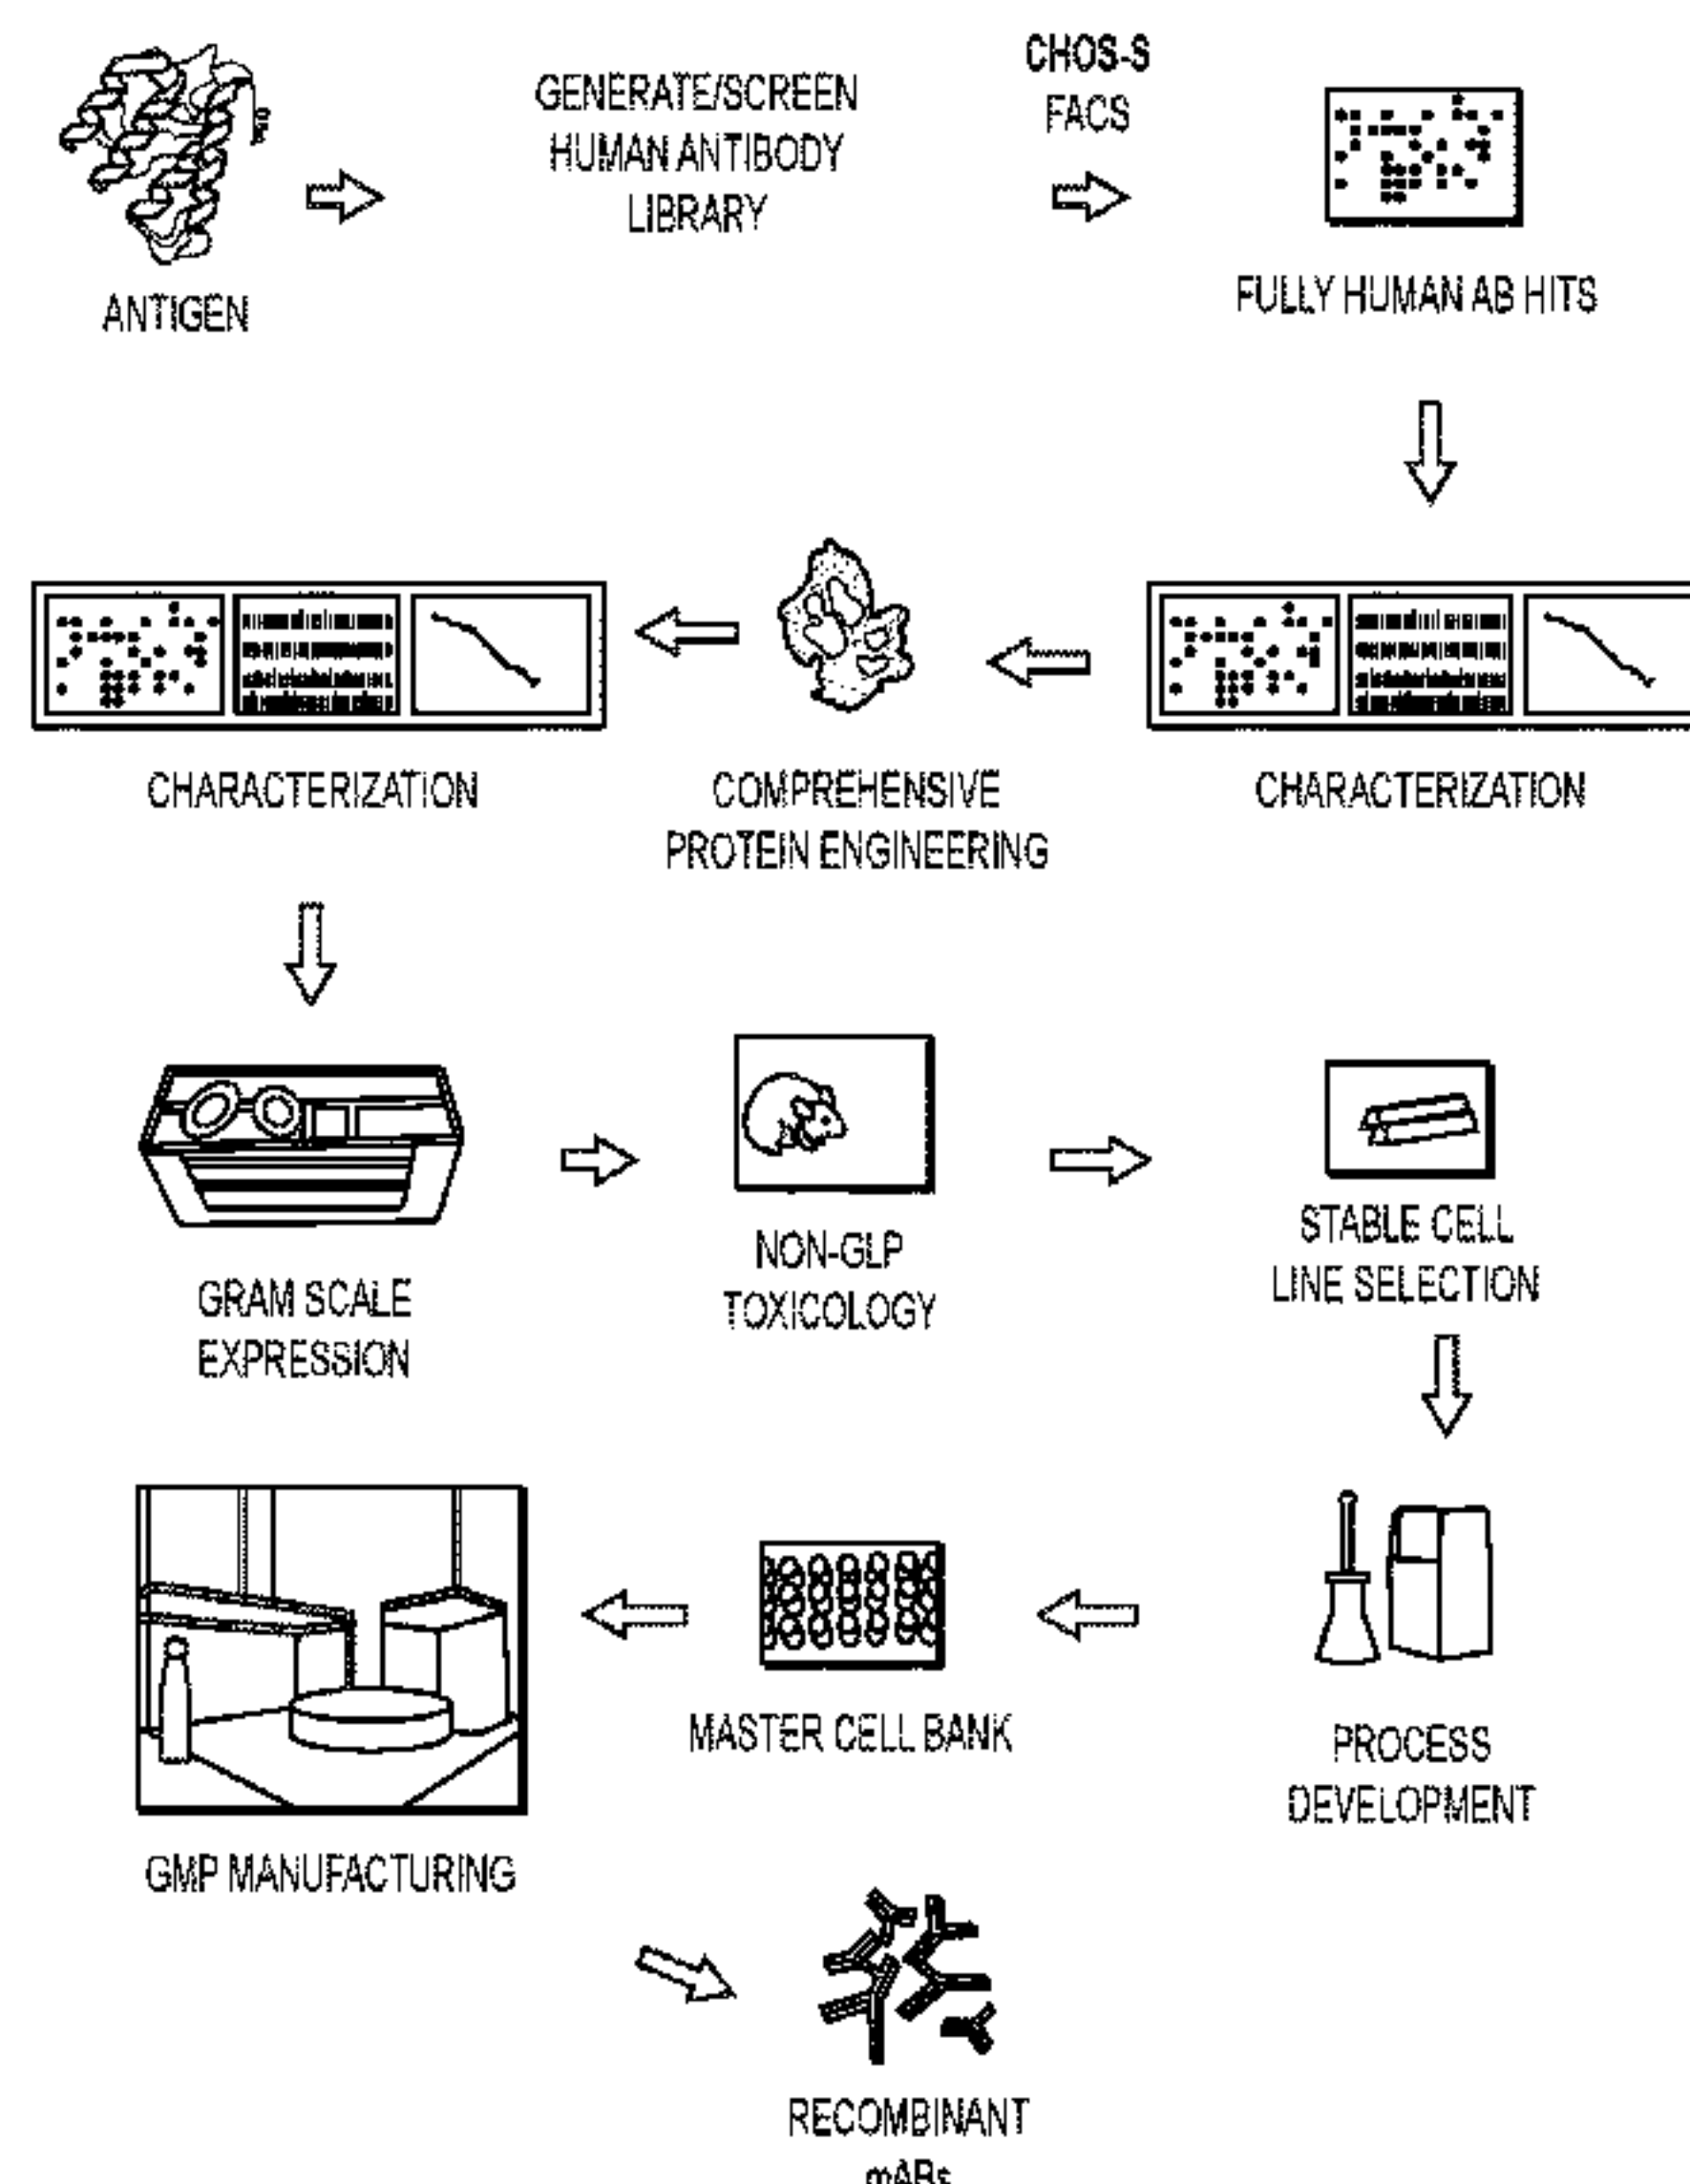 ANTIGEN
GENERATE/SCREEN
HUMAN ANTIBODY
LIBRARY
CHOS-S
FACS
FULLY HUMAN AB HITS
CHARACTERIZATION
COMPREHENSIVE
PROTEIN ENGINEERING
CHARACTERIZATION
GRAM SCALE
EXPRESSION
NON-GLP
TOXICOLOGY
STABLE CELL
LINE SELECTION
PROCESS
DEVELOPMENT
MASTER CELL BANK
GMP MANUFACTURING
RECOMBINANT
mABs